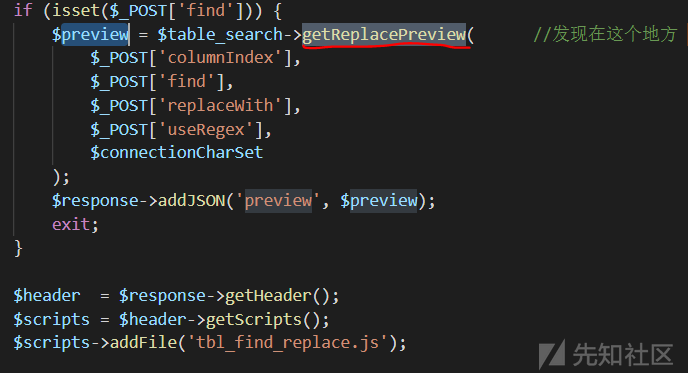 if (isset($_POST['find'])) {
$preview = $table_search->getReplacePreview( //发现在这个地方
$_POST['columnIndex'],
$_POST['find'],
$_POST['replaceWith'],
$_POST['useRegex'],
$connectionCharSet
);
$response->addJSON('preview', $preview);
exit;
}
$header  = $response->getHeader();
$scripts = $header->getScripts();
$scripts->addFile('tbl_find_replace.js');
先知社区